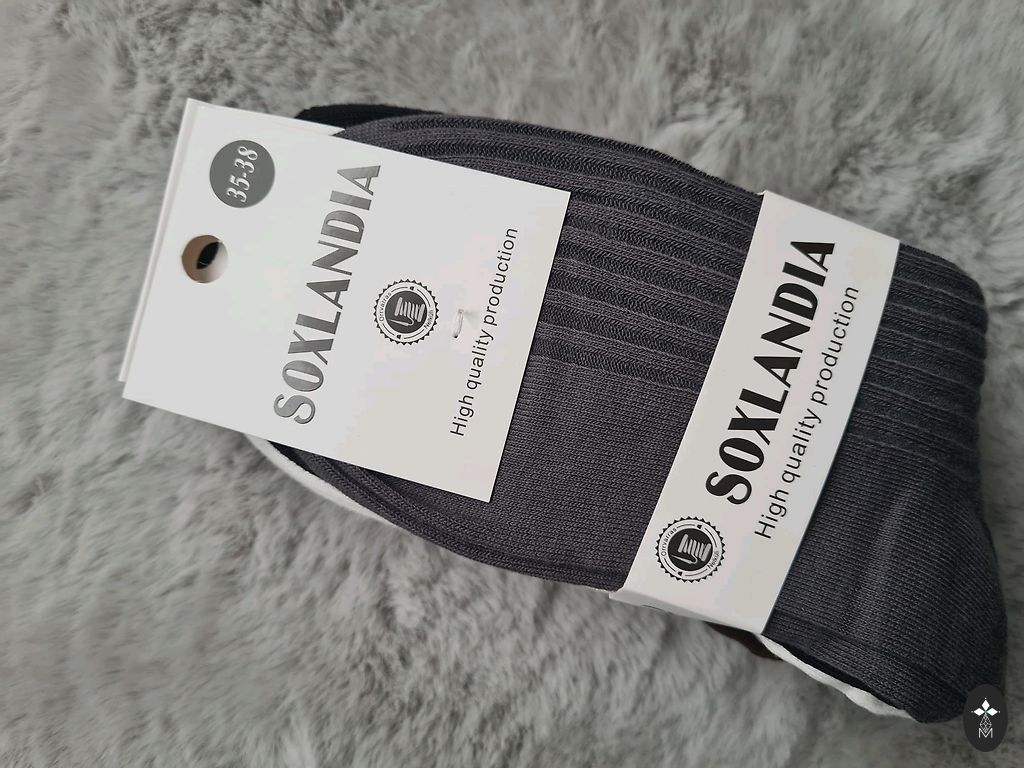 35-38
SOXLANDIA
High quality production
SOXLANDIA
High quality production
M